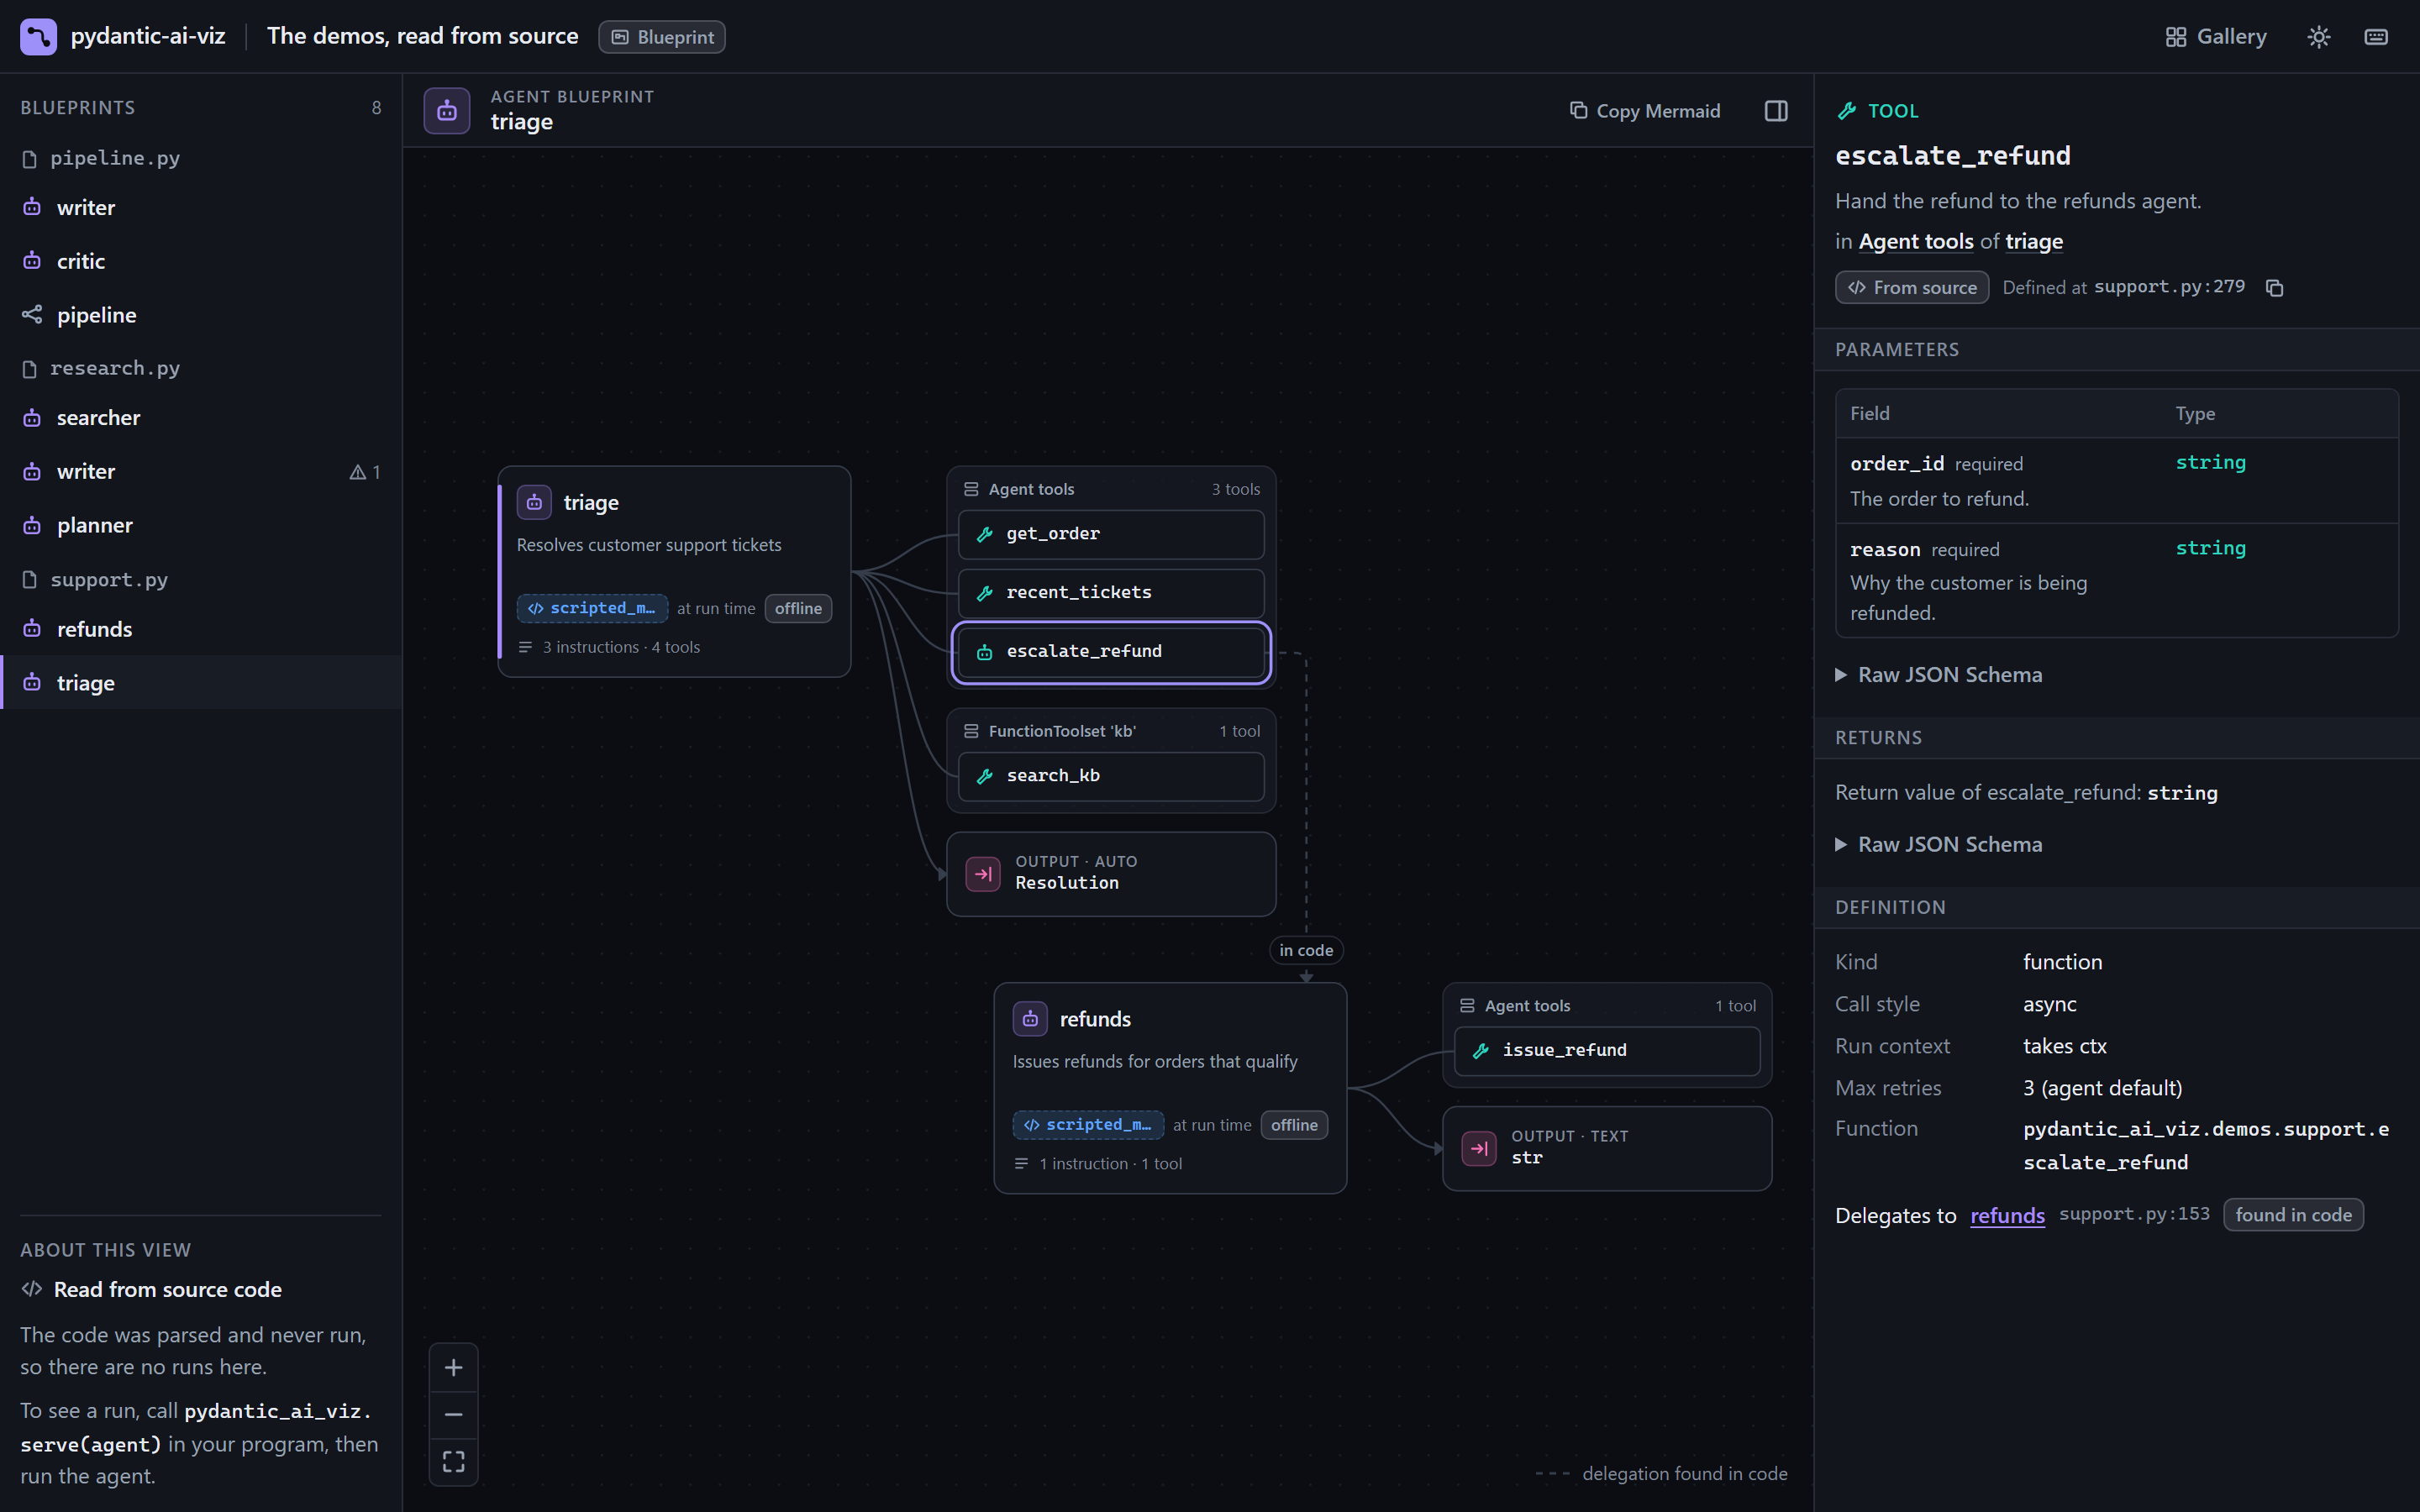 pydantic-ai-viz
The demos, read from source
Blueprint
Gallery
BLUEPRINTS 8
pipeline.py
writer
critic
pipeline
research.py
searcher
writer 1
planner
support.py
refunds
triage
ABOUT THIS VIEW
Read from source code
The code was parsed and never run,
so there are no runs here.
To see a run, call pydantic_ai_viz.
serve(agent) in your program, then
run the agent.
AGENT BLUEPRINT
triage
Copy Mermaid
triage
Resolves customer support tickets
scripted_m… at run time offline
3 instructions · 4 tools
Agent tools 3 tools
get_order
recent_tickets
escalate_refund
FunctionToolset 'kb' 1 tool
search_kb
OUTPUT · AUTO
Resolution
in code
refunds
Issues refunds for orders that qualify
scripted_m… at run time offline
1 instruction · 1 tool
Agent tools 1 tool
issue_refund
OUTPUT · TEXT
str
delegation found in code
TOOL
escalate_refund
Hand the refund to the refunds agent.
in Agent tools of triage
From source Defined at support.py:279
PARAMETERS
Field Type
order_id required string
The order to refund.
reason required string
Why the customer is being
refunded.
Raw JSON Schema
RETURNS
Return value of escalate_refund: string
Raw JSON Schema
DEFINITION
Kind function
Call style async
Run context takes ctx
Max retries 3 (agent default)
Function pydantic_ai_viz.demos.support.e
scalate_refund
Delegates to refunds support.py:153 found in code